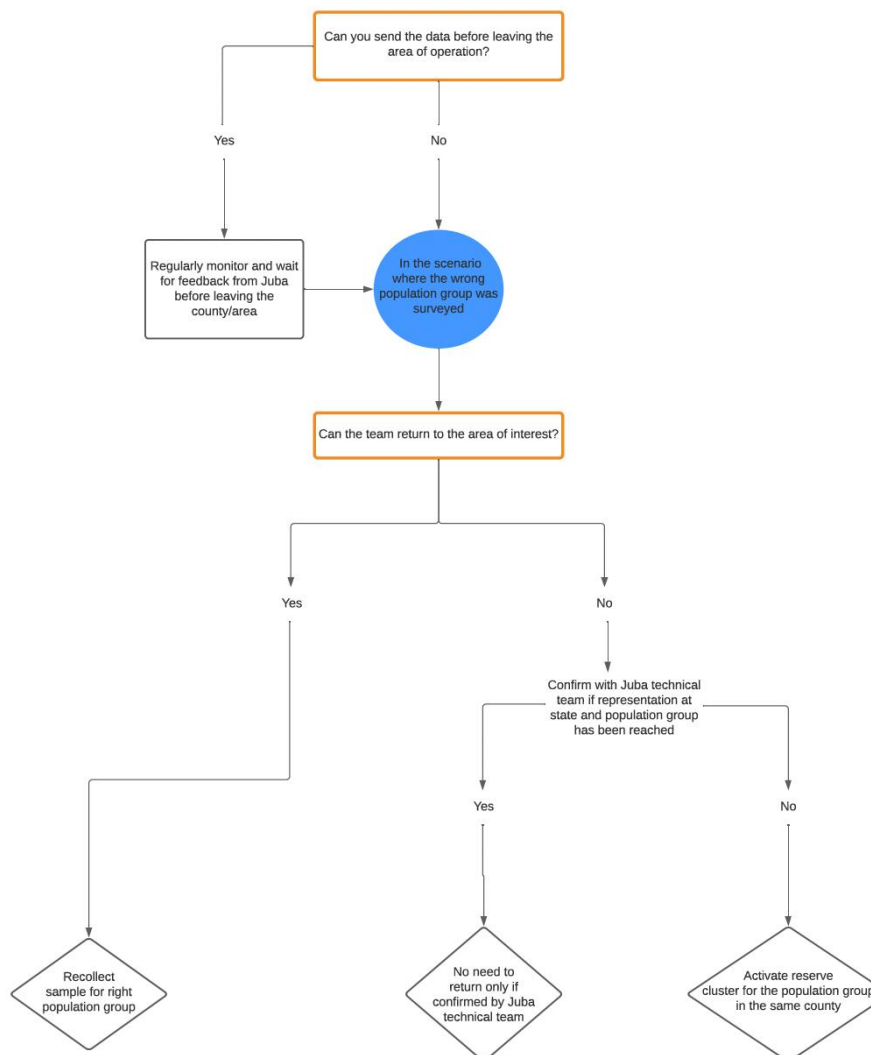 Can you send the data before leaving the
area of operation?
Yes
No
Regularly monitor and wait
for feedback from Juba
before leaving the
county/area
In the scenario
where the wrong
population group was
surveyed
Can the team return to the area of interest?
Yes
No
Confirm with Juba technical
team if representation at
state and population group
has been reached
Yes
No
Recollect
sample for right
population group
No need to
return only if
confirmed by Juba
technical team
Activate reserve
cluster for the population group
in the same county